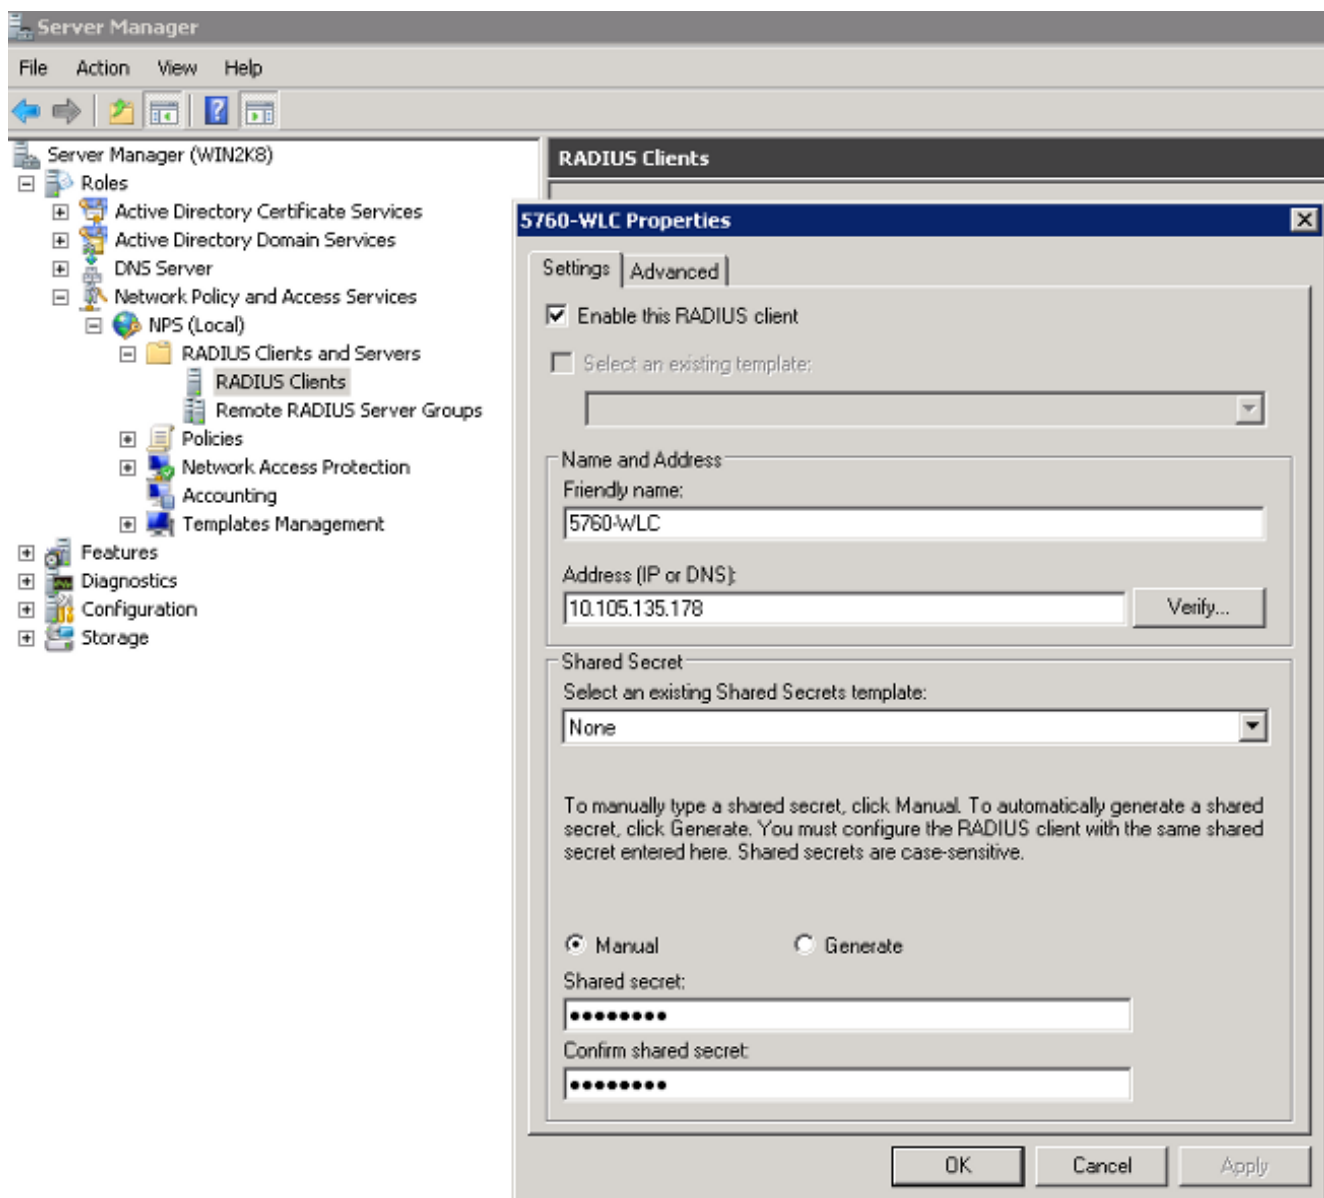 Server Manager
File Action View Help
Server Manager (WIN2K8)
Roles
Active Directory Certificate Services
Active Directory Domain Services
DNS Server
Network Policy and Access Services
NPS (Local)
RADIUS Clients and Servers
RADIUS Clients
Remote RADIUS Server Groups
Policies
Network Access Protection
Accounting
Templates Management
Features
Diagnostics
Configuration
Storage
RADIUS Clients
5760-WLC Properties
Settings Advanced
Enable this RADIUS client
Select an existing template:
Name and Address
Friendly name:
5760-WLC
Address (IP or DNS):
10.105.135.178
Verify...
Shared Secret
Select an existing Shared Secrets template:
None
To manually type a shared secret, click Manual. To automatically generate a shared
secret, click Generate. You must configure the RADIUS client with the same shared
secret entered here. Shared secrets are case-sensitive.
Manual Generate
Shared secret:
●●●●●●●●
Confirm shared secret:
●●●●●●●●
OK Cancel Apply